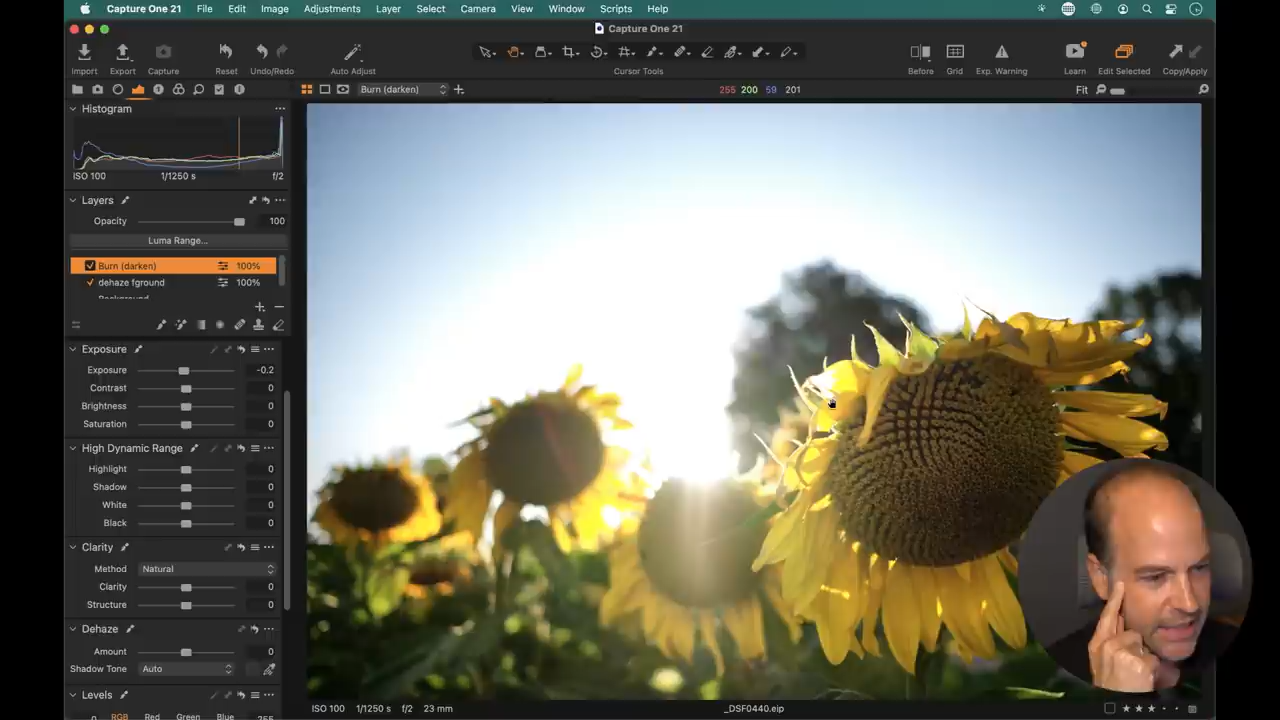 Capture One 21 File Edit Image Adjustments Layer Select Camera View Window Scripts Help
Capture One 21
Import Export Capture Reset Undo/Redo Auto Adjust Cursor Tools Before Grid Exp. Warning Learn Edit Selected Copy/Apply
Burn (darken) 255 200 59 201 Fit
Histogram
ISO 100 1/1250 s f/2
Layers
Opacity 100
Luma Range...
Burn (darken) 100%
dehaze fground 100%
Background
Exposure
Exposure -0.2
Contrast 0
Brightness 0
Saturation 0
High Dynamic Range
Highlight 0
Shadow 0
White 0
Black 0
Clarity
Method Natural
Clarity 0
Structure 0
Dehaze
Amount 0
Shadow Tone Auto
Levels
0 RGB Red Green Blue 255
ISO 100 1/1250 s f/2 23 mm _DSF0440.eip